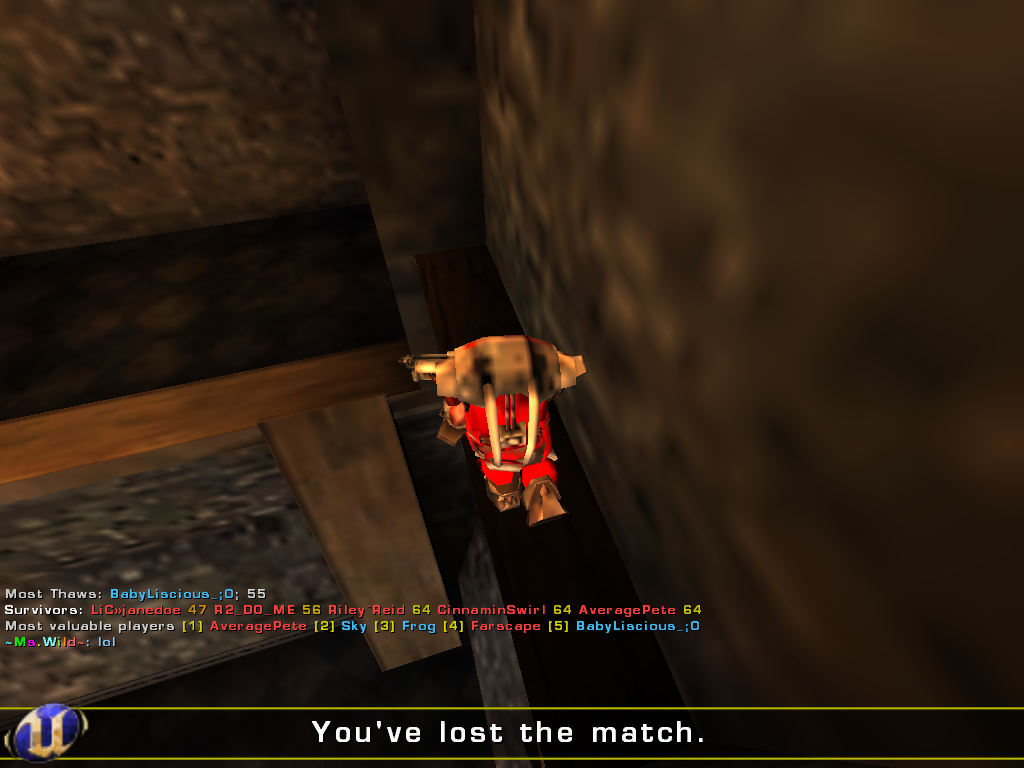 Most Thaws: BabyLiscious_;0; 55
Survivors: LiC»janedoe 47 R2_DO_ME 56 Riley`Reid 64 CinnaminSwirl 64 AveragePete 64
Most valuable players [1] AveragePete [2] Sky [3] Frog [4] Farscape [5] BabyLiscious_;0
~Ms.Wild~: lol
You've lost the match.